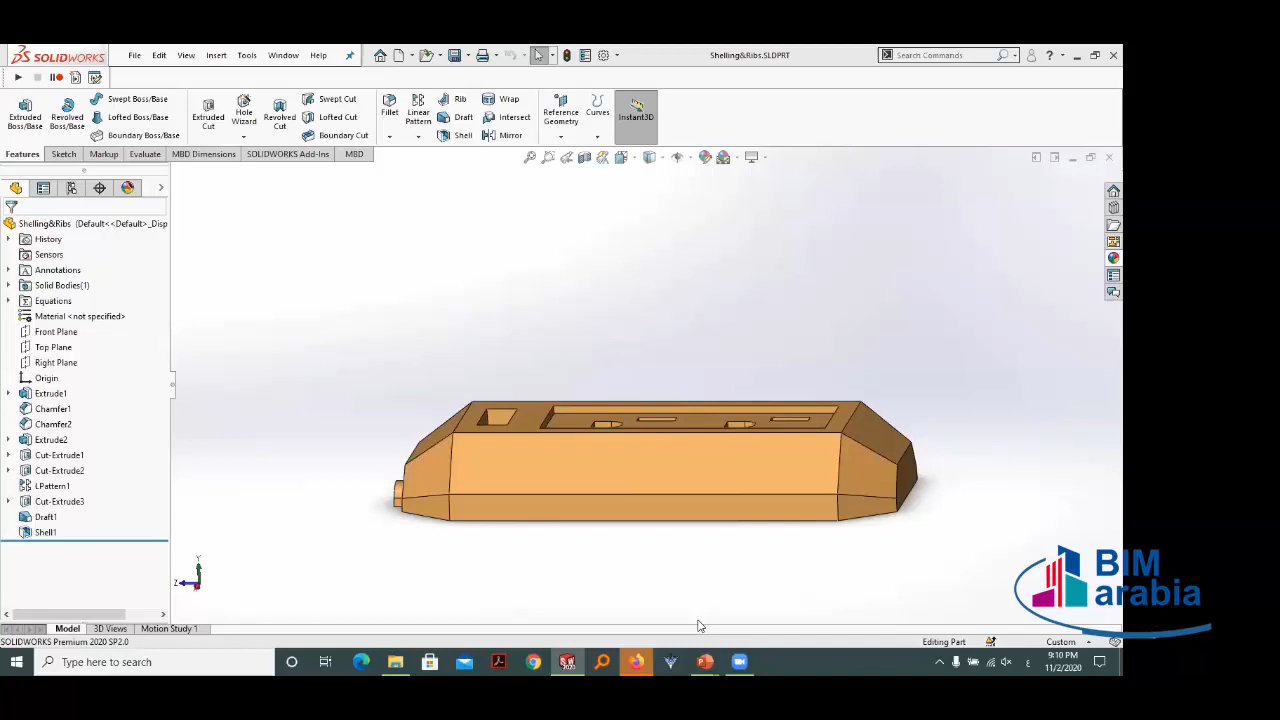 SOLIDWORKS
File Edit View Insert Tools Window Help
Shelling&Ribs.SLDPRT
Search Commands
Extruded Boss/Base
Revolved Boss/Base
Swept Boss/Base
Lofted Boss/Base
Boundary Boss/Base
Extruded Cut
Hole Wizard
Revolved Cut
Swept Cut
Lofted Cut
Boundary Cut
Fillet
Linear Pattern
Rib
Draft
Shell
Wrap
Intersect
Mirror
Reference Geometry
Curves
Instant3D
Features Sketch Markup Evaluate MBD Dimensions SOLIDWORKS Add-Ins MBD
Shelling&Ribs (Default<<Default>_Disp
History
Sensors
Annotations
Solid Bodies(1)
Equations
Material <not specified>
Front Plane
Top Plane
Right Plane
Origin
Extrude1
Chamfer1
Chamfer2
Extrude2
Cut-Extrude1
Cut-Extrude2
LPattern1
Cut-Extrude3
Draft1
Shell1
Y
Z
BIM
arabia
Model 3D Views Motion Study 1
SOLIDWORKS Premium 2020 SP2.0
Editing Part
Custom
Type here to search
ع
9:10 PM
11/2/2020